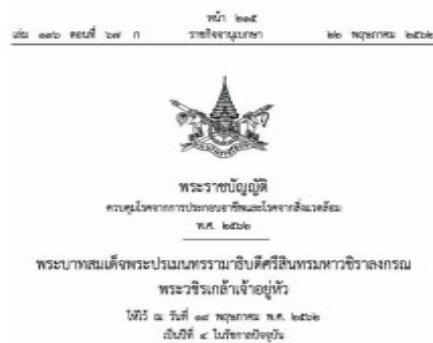 หน้า ๒๑๕
เล่ม ๑๓๖ ตอนที่ ๖๗ ก ราชกิจจานุเบกษา ๒๒ พฤษภาคม ๒๕๖๒
พระราชบัญญัติ
ควบคุมโรคจากการประกอบอาชีพและโรคจากสิ่งแวดล้อม
พ.ศ. ๒๕๖๒
พระบาทสมเด็จพระปรเมนทรรามาธิบดีศรีสินทรมหาวชิราลงกรณ
พระวชิรเกล้าเจ้าอยู่หัว
ให้ไว้ ณ วันที่ ๑๙ พฤษภาคม พ.ศ. ๒๕๖๒
เป็นปีที่ ๔ ในรัชกาลปัจจุบัน